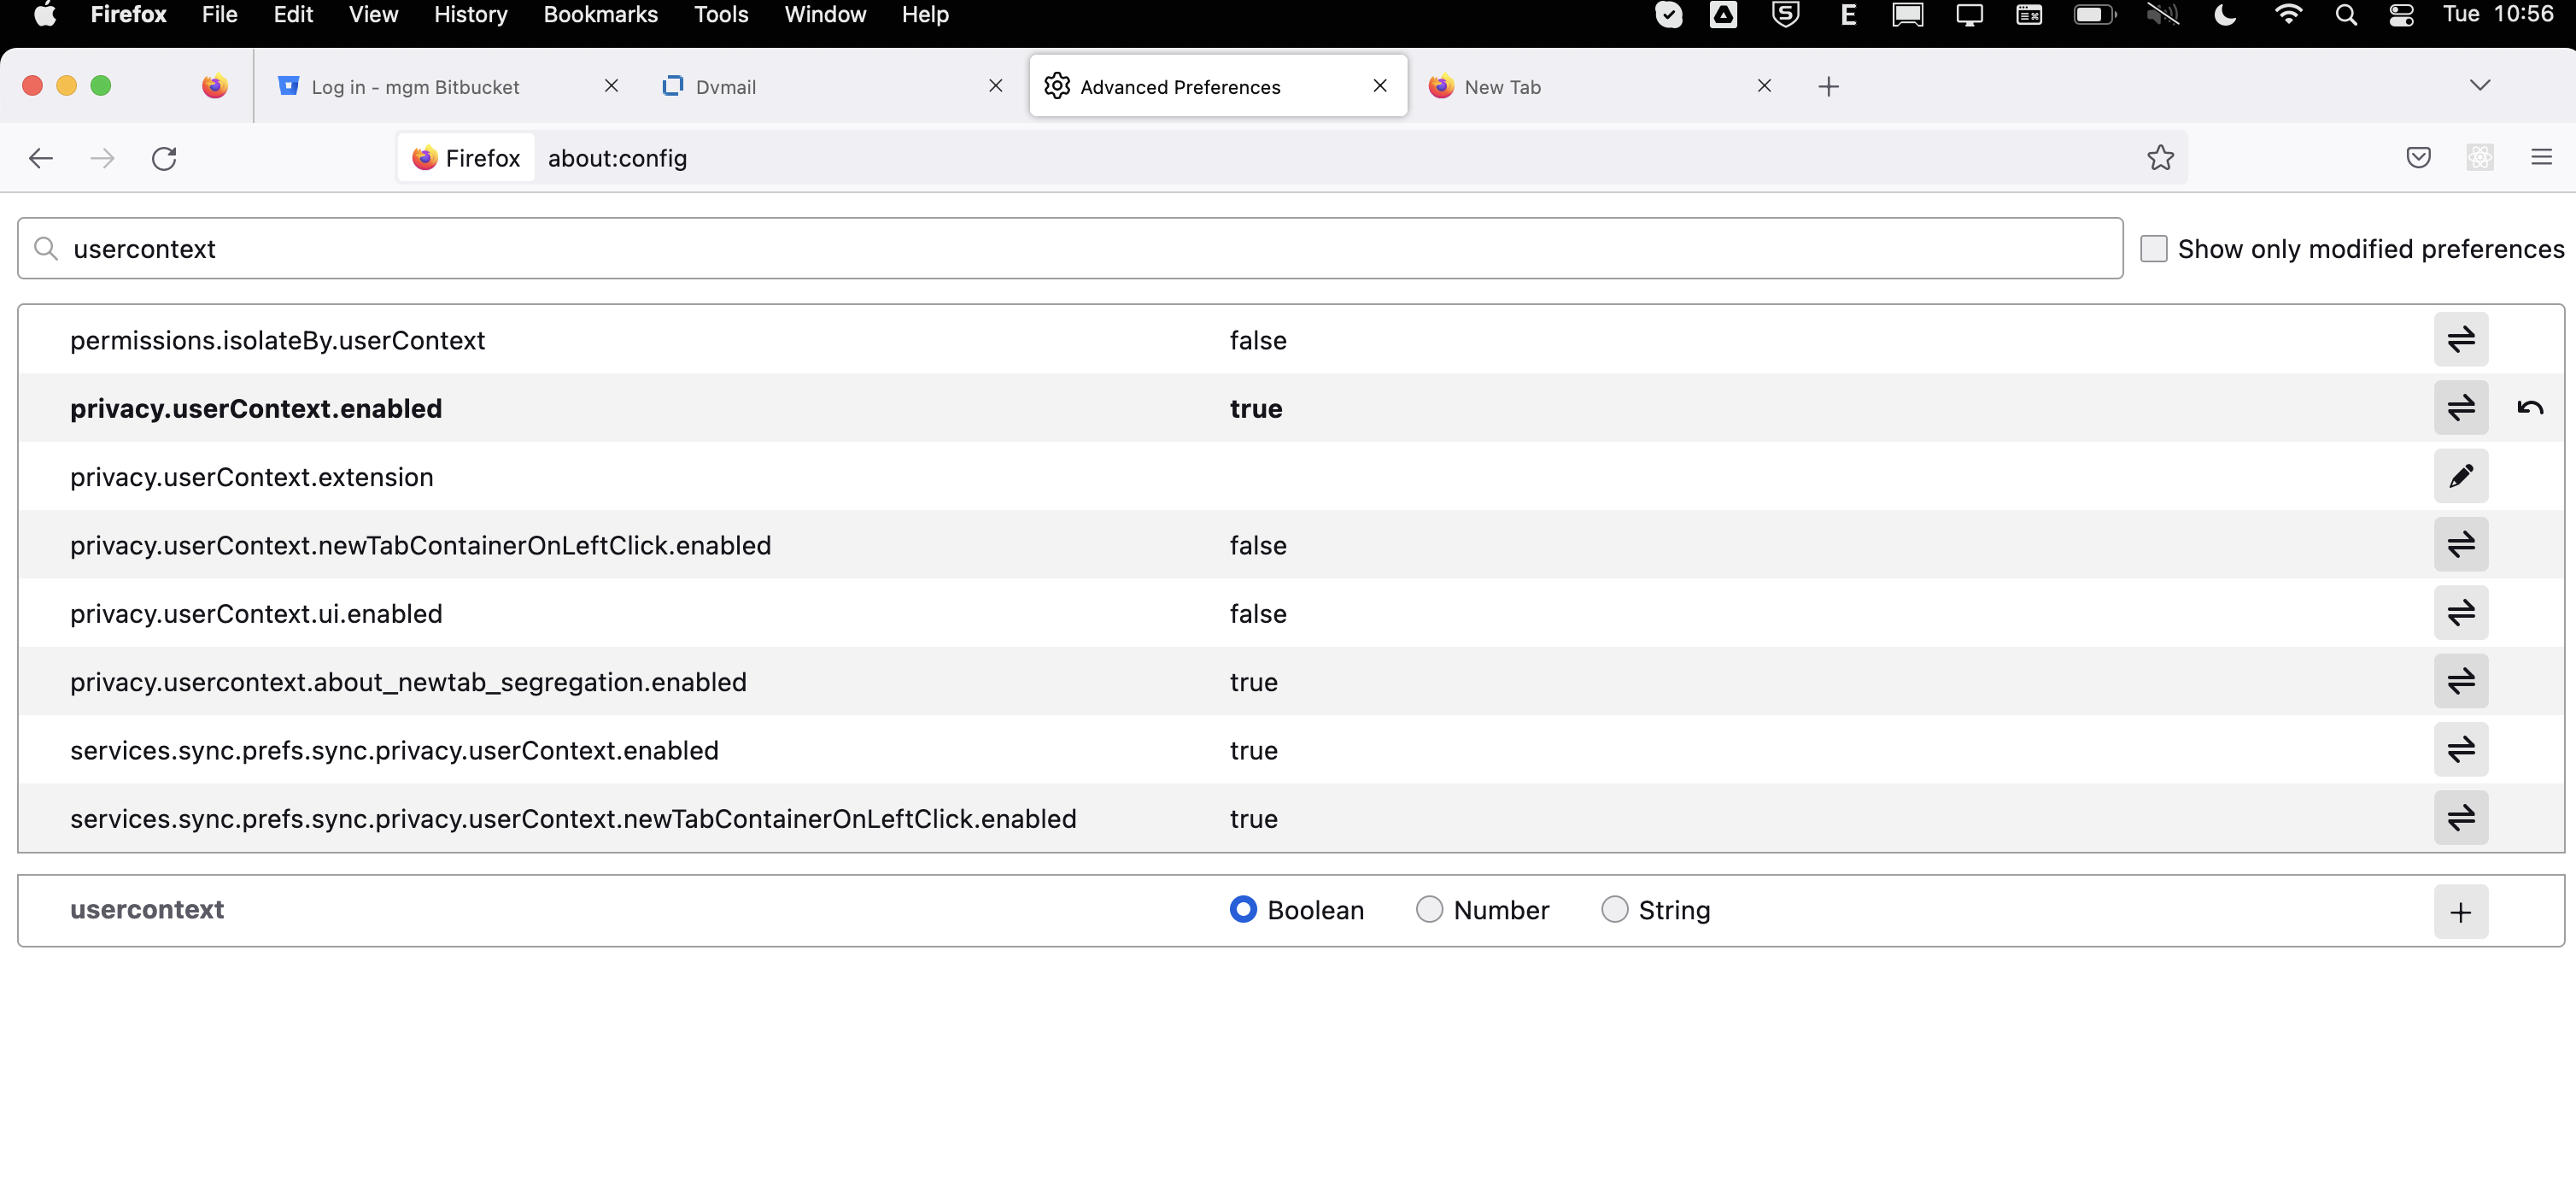 Firefox File Edit View History Bookmarks Tools Window Help E Tue 10:56
Log in - mgm Bitbucket Dvmail Advanced Preferences New Tab
Firefox about:config
usercontext Show only modified preferences
permissions.isolateBy.userContext false
privacy.userContext.enabled true
privacy.userContext.extension
privacy.userContext.newTabContainerOnLeftClick.enabled false
privacy.userContext.ui.enabled false
privacy.usercontext.about_newtab_segregation.enabled true
services.sync.prefs.sync.privacy.userContext.enabled true
services.sync.prefs.sync.privacy.userContext.newTabContainerOnLeftClick.enabled true
usercontext Boolean Number String